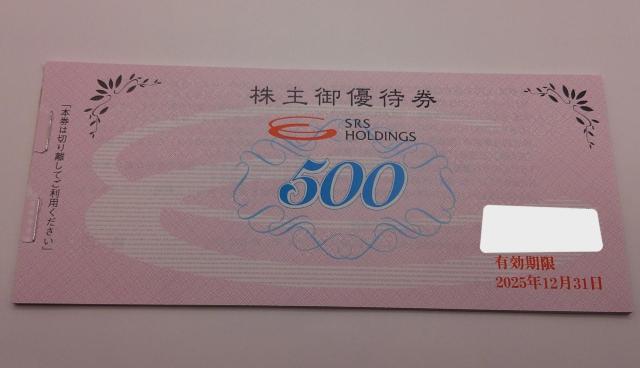 株主御優待券
SRS
HOLDINGS
500
「本券は切り離してご利用ください」
有効期限
2025年12月31日